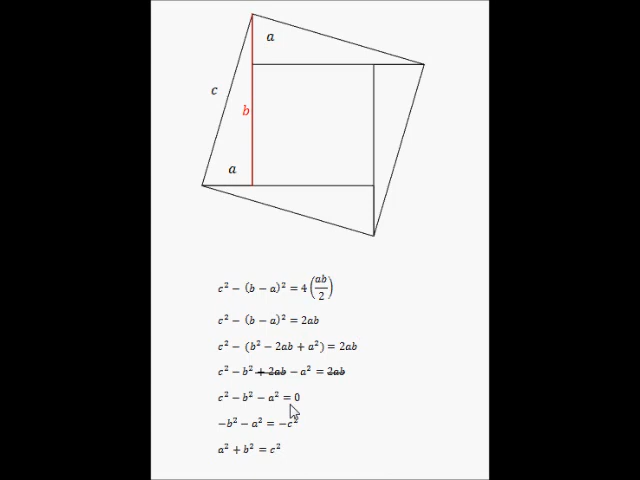 a
c
b
a
c² − (b − a)² = 4(ab/2)
c² − (b − a)² = 2ab
c² − (b² − 2ab + a²) = 2ab
c² − b² + 2ab − a² = 2ab
c² − b² − a² = 0
−b² − a² = −c²
a² + b² = c²